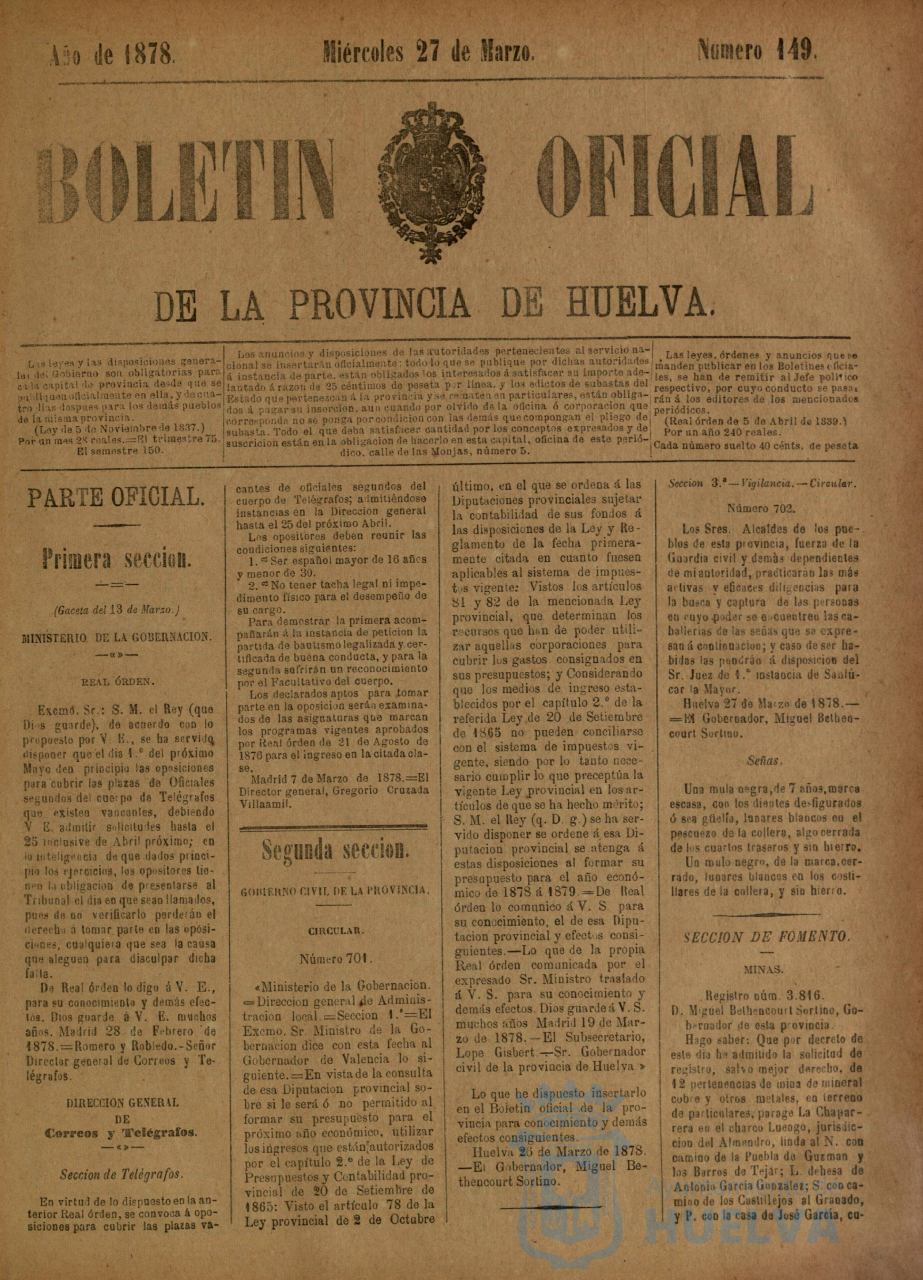 Año de 1878.
Miércoles 27 de Marzo.
Número 149.
BOLETIN OFICIAL
DE LA PROVINCIA DE HUELVA.
Las leyes y las disposiciones genera-
les del Gobierno son obligatorias para
cada capital de provincia desde que se
publiquen oficialmente en ella, y de cua-
tro dias despues para los demás pueblos
de la misma provincia.
(Ley de 5 de Noviembre de 1837.)
Por un mes 28 reales.=El trimestre 75.
El semestre 150.
Los anuncios y disposiciones de las autoridades pertenecientes al servicio na-
cional se insertarán oficialmente; todo lo que se publique por dichas autoridades
á instancia de parte, están obligados los interesados á satisfacer su importe ade-
lantado á razon de 25 céntimos de peseta por linea, y los edictos de subastas del
Estado que pertenezcan á la provincia y se rematen en particulares, están obliga-
dos á pagar su insercion, aun cuando por olvido de la oficina ó corporacion que
corresponda no se ponga por condicion con las demás que compongan el pliego de
subasta. Todo el que deba satisfacer cantidad por los conceptos expresados y de
suscricion están en la obligacion de hacerlo en esta capital, oficina de este perió-
dico, calle de las Monjas, número 5.
Las leyes, órdenes y anuncios que se
manden publicar en los Boletines oficia-
les, se han de remitir al Jefe político
respectivo, por cuyo conducto se pasa-
rán á los editores de los mencionados
periódicos.
(Real órden de 5 de Abril de 1839.)
Por un año 240 reales.
Cada número suelto 40 cénts. de peseta
PARTE OFICIAL.
Primera seccion.
(Gaceta del 13 de Marzo.)
MINISTERIO DE LA GOBERNACION.
REAL ÓRDEN.
Excmo. Sr.: S. M. el Rey (que
Dios guarde), de acuerdo con lo
propuesto por V E., se ha servido
disponer que el dia 1.º del próximo
Mayo den principio las oposiciones
para cubrir las plazas de Oficiales
segundos del cuerpo de Telégrafos
que existen vacantes, debiendo
V E. admitir solicitudes hasta el
25 inclusive de Abril próximo; en
la inteligencia de que dados princi-
pio los ejercicios, los opositores tie-
nen la obligacion de presentarse al
Tribunal el dia en que sean llamados,
pues de no verificarlo perderán el
derecho á tomar parte en las oposi-
ciones, cualquiera que sea la causa
que aleguen para disculpar dicha
falta.
De Real órden lo digo á V. E.,
para su conocimiento y demás efec-
tos. Dios guarde á V. E. muchos
años. Madrid 28 de Febrero de
1878.=Romero y Robledo.-Señor
Director general de Correos y Te-
légrafos.
DIRECCION GENERAL
DE
Correos y Telégrafos.
Seccion de Telégrafos.
En virtud de lo dispuesto en la an-
terior Real órden, se convoca á opo-
siciones para cubrir las plazas va-
cantes de oficiales segundos del
cuerpo de Telégrafos; admitiéndose
instancias en la Direccion general
hasta el 25 del próximo Abril.
Los opositores deben reunir las
condiciones siguientes:
1.ª Ser español mayor de 16 años
y menor de 30.
2.ª No tener tacha legal ni impe-
dimento físico para el desempeño de
su cargo.
Para demostrar la primera acom-
pañarán á la instancia de peticion la
partida de bautismo legalizada y cer-
tificada de buena conducta, y para la
segunda sufrirán un reconocimiento
por el Facultativo del cuerpo.
Los declarados aptos para tomar
parte en la oposicion serán examina-
dos de las asignaturas que marcan
los programas vigentes aprobados
por Real órden de 21 de Agosto de
1876 para el ingreso en la citada cla-
se.
Madrid 7 de Marzo de 1878.=El
Director general, Gregorio Cruzada
Villaamil.
Segunda seccion.
GOBIERNO CIVIL DE LA PROVINCIA.
CIRCULAR.
Número 701.
«Ministerio de la Gobernacion.
=Direccion general de Adminis-
tracion local.=Seccion 1.ª=El
Excmo. Sr. Ministro de la Go-
bernacion dice con esta fecha al
Gobernador de Valencia lo si-
guiente.=En vista de la consulta
de esa Diputacion provincial so-
bre si le será ó no permitido al
formar su presupuesto para el
próximo año económico, utilizar
los ingresos que están autorizados
por el capítulo 2.º de la Ley de
Presupuestos y Contabilidad pro-
vincial de 20 de Setiembre de
1865: Visto el artículo 78 de la
Ley provincial de 2 de Octubre
último, en el que se ordena á las
Diputaciones provinciales sujetar
la contabilidad de sus fondos á
las disposiciones de la Ley y Re-
glamento de la fecha primera-
mente citada en cuanto fuesen
aplicables al sistema de impues-
tos vigente: Vistos los artículos
81 y 82 de la mencionada Ley
provincial, que determinan los
recursos que han de poder utili-
zar aquellas corporaciones para
cubrir los gastos consignados en
sus presupuestos; y Considerando
que los medios de ingreso esta-
blecidos por el capítulo 2.º de la
referida Ley de 20 de Setiembre
de 1865 no pueden conciliarse
con el sistema de impuestos vi-
gente, siendo por lo tanto nece-
sario cumplir lo que preceptúa la
vigente Ley provincial en los ar-
tículos de que se ha hecho mérito;
S. M. el Rey (q. D. g.) se ha ser-
vido disponer se ordene á esa Di-
putacion provincial se atenga á
estas disposiciones al formar su
presupuesto para el año econó-
mico de 1878 á 1879.=De Real
órden lo comunico á V. S. para
su conocimiento, el de esa Dipu-
tacion provincial y efectos consi-
guientes.—Lo que de la propia
Real órden comunicada por el
expresado Sr. Ministro traslado
á V. S. para su conocimiento y
demás efectos. Dios guarde á V. S.
muchos años Madrid 19 de Mar-
zo de 1878.—El Subsecretario,
Lope Gisbert.—Sr. Gobernador
civil de la provincia de Huelva»
Lo que he dispuesto insertarlo
en el Boletin oficial de la pro-
vincia para conocimiento y demás
efectos consiguientes.
Huelva 25 de Marzo de 1878.
—El Gobernador, Miguel Be-
thencourt Sortino.
Seccion 3.ª—Vigilancia.—Circular.
Número 702.
Los Sres. Alcaldes de los pue-
blos de esta provincia, fuerza de la
Guardia civil y demás dependientes
de mi autoridad, practicarán las más
activas y eficaces diligencias para
la busca y captura de las personas
en cuyo poder se encuentren las ca-
ballerias de las señas que se expre-
san á continuacion; y caso de ser ha-
bidas las pondrán á disposicion del
Sr. Juez de 1.ª instancia de Sanlú-
car la Mayor.
Huelva 27 de Marzo de 1878.—
=El Gobernador, Miguel Bethen-
court Sortino.
Señas.
Una mula negra, de 7 años, marca
escasa, con los dientes desfigurados
ó sea güelfa, lunares blancos en el
pescuezo de la collera, algo cerrada
de los cuartos traseros y sin hierro.
Un mulo negro, de la marca, cer-
rado, lunares blancos en los costi-
llares de la collera, y sin hierro.
SECCION DE FOMENTO.
MINAS.
Registro núm. 3.816.
D. Miguel Bethencourt Sortino, Go-
bernador de esta provincia.
Hago saber: Que por decreto de
este dia he admitido la solicitud de
registro, salvo mejor derecho, de
12 pertenencias de mina de mineral
cobre y otros metales, en terreno
de particulares, parage La Chapar-
rera en el charco Luengo, jurisdic-
cion del Almendro, linda al N. con
camino de la Puebla de Guzman y
los Barros de Tejar; L. dehesa de
Antonio Garcia Gonzalez; S. con ca-
mino de los Castillejos al Granado,
y P. con la casa de José García, cu-
HUELVA